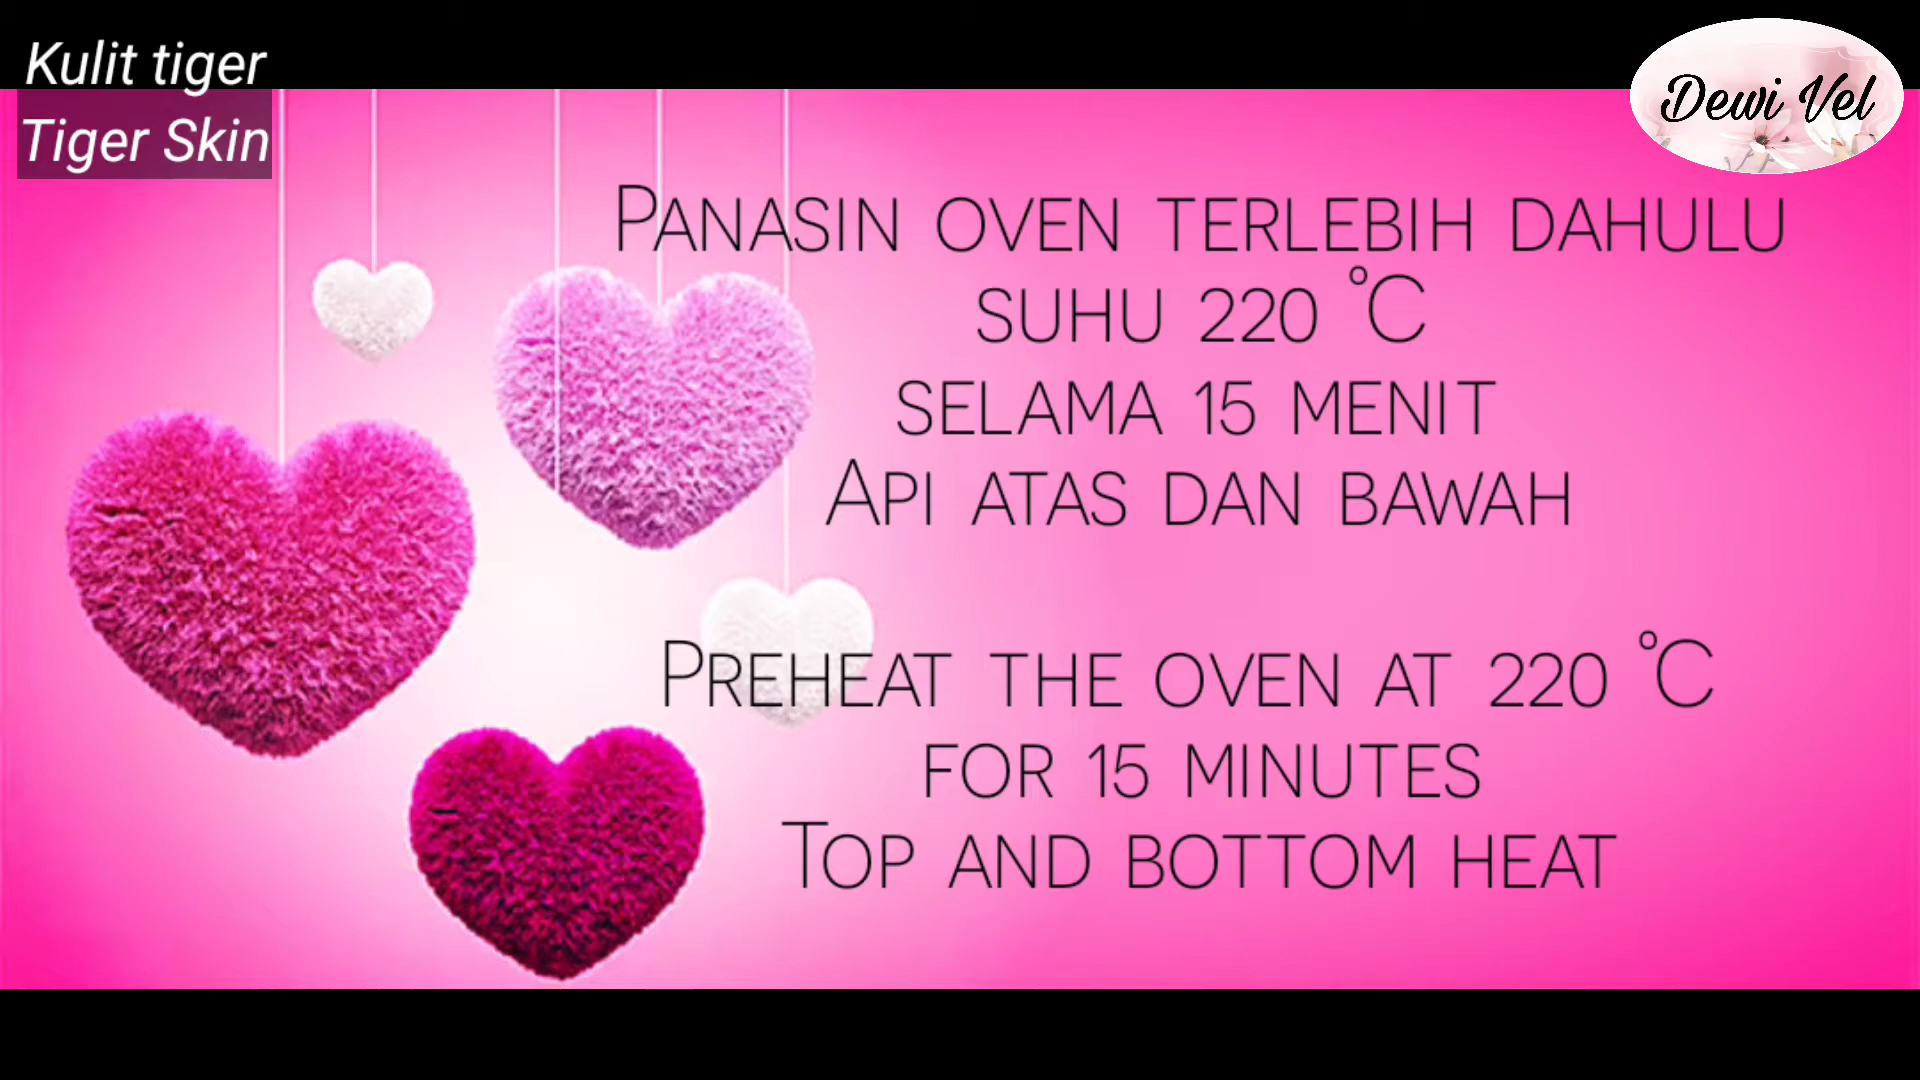 Kulit tiger
Tiger Skin
Dewi Vel
PANASIN OVEN TERLEBIH DAHULU
SUHU 220 °C
SELAMA 15 MENIT
API ATAS DAN BAWAH
PREHEAT THE OVEN AT 220 °C
FOR 15 MINUTES
TOP AND BOTTOM HEAT